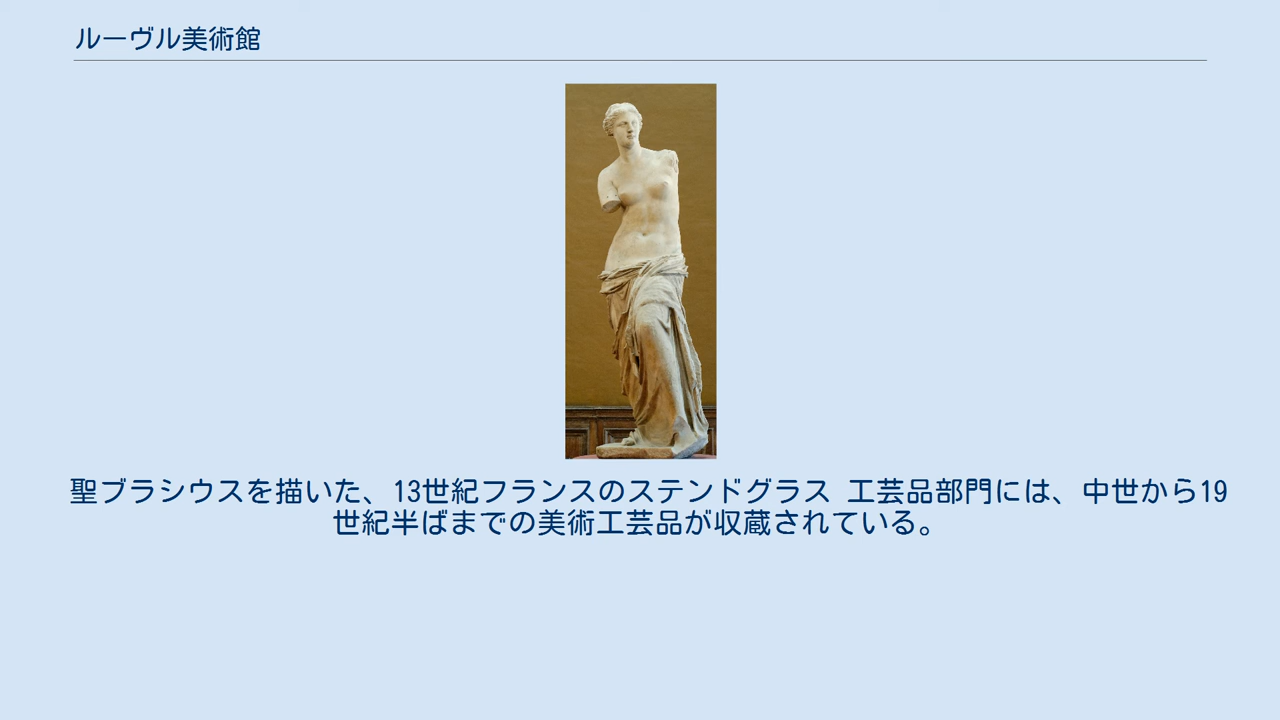 ルーヴル美術館
聖ブラシウスを描いた、13世紀フランスのステンドグラス 工芸品部門には、中世から19
世紀半ばまでの美術工芸品が収蔵されている。